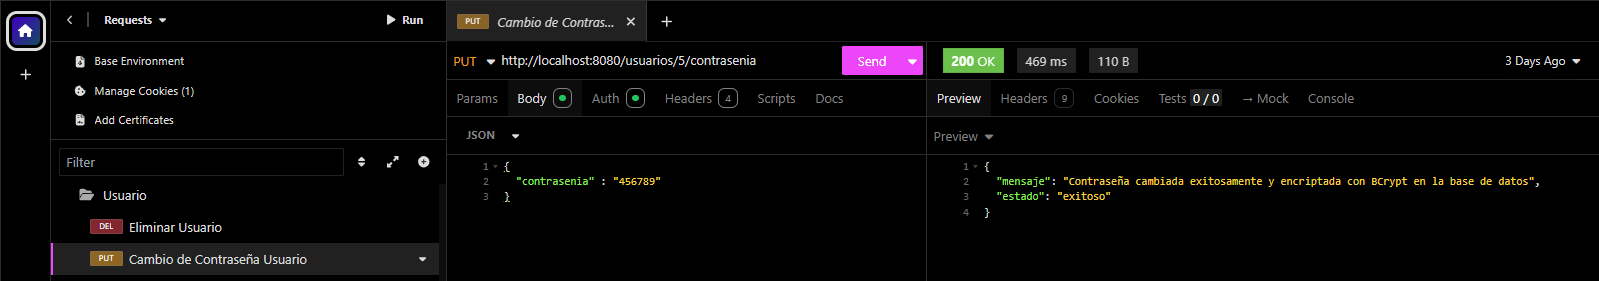 Requests
Run
Base Environment
Manage Cookies (1)
Add Certificates
Filter
Usuario
DEL Eliminar Usuario
PUT Cambio de Contraseña Usuario
PUT Cambio de Contras...
PUT http://localhost:8080/usuarios/5/contrasenia Send
Params Body Auth Headers 4 Scripts Docs
JSON
1 {
2 "contrasenia" : "456789"
3 }
200 OK 469 ms 110 B 3 Days Ago
Preview Headers 9 Cookies Tests 0 / 0 → Mock Console
Preview
1 {
2 "mensaje": "Contraseña cambiada exitosamente y encriptada con BCrypt en la base de datos",
3 "estado": "exitoso"
4 }